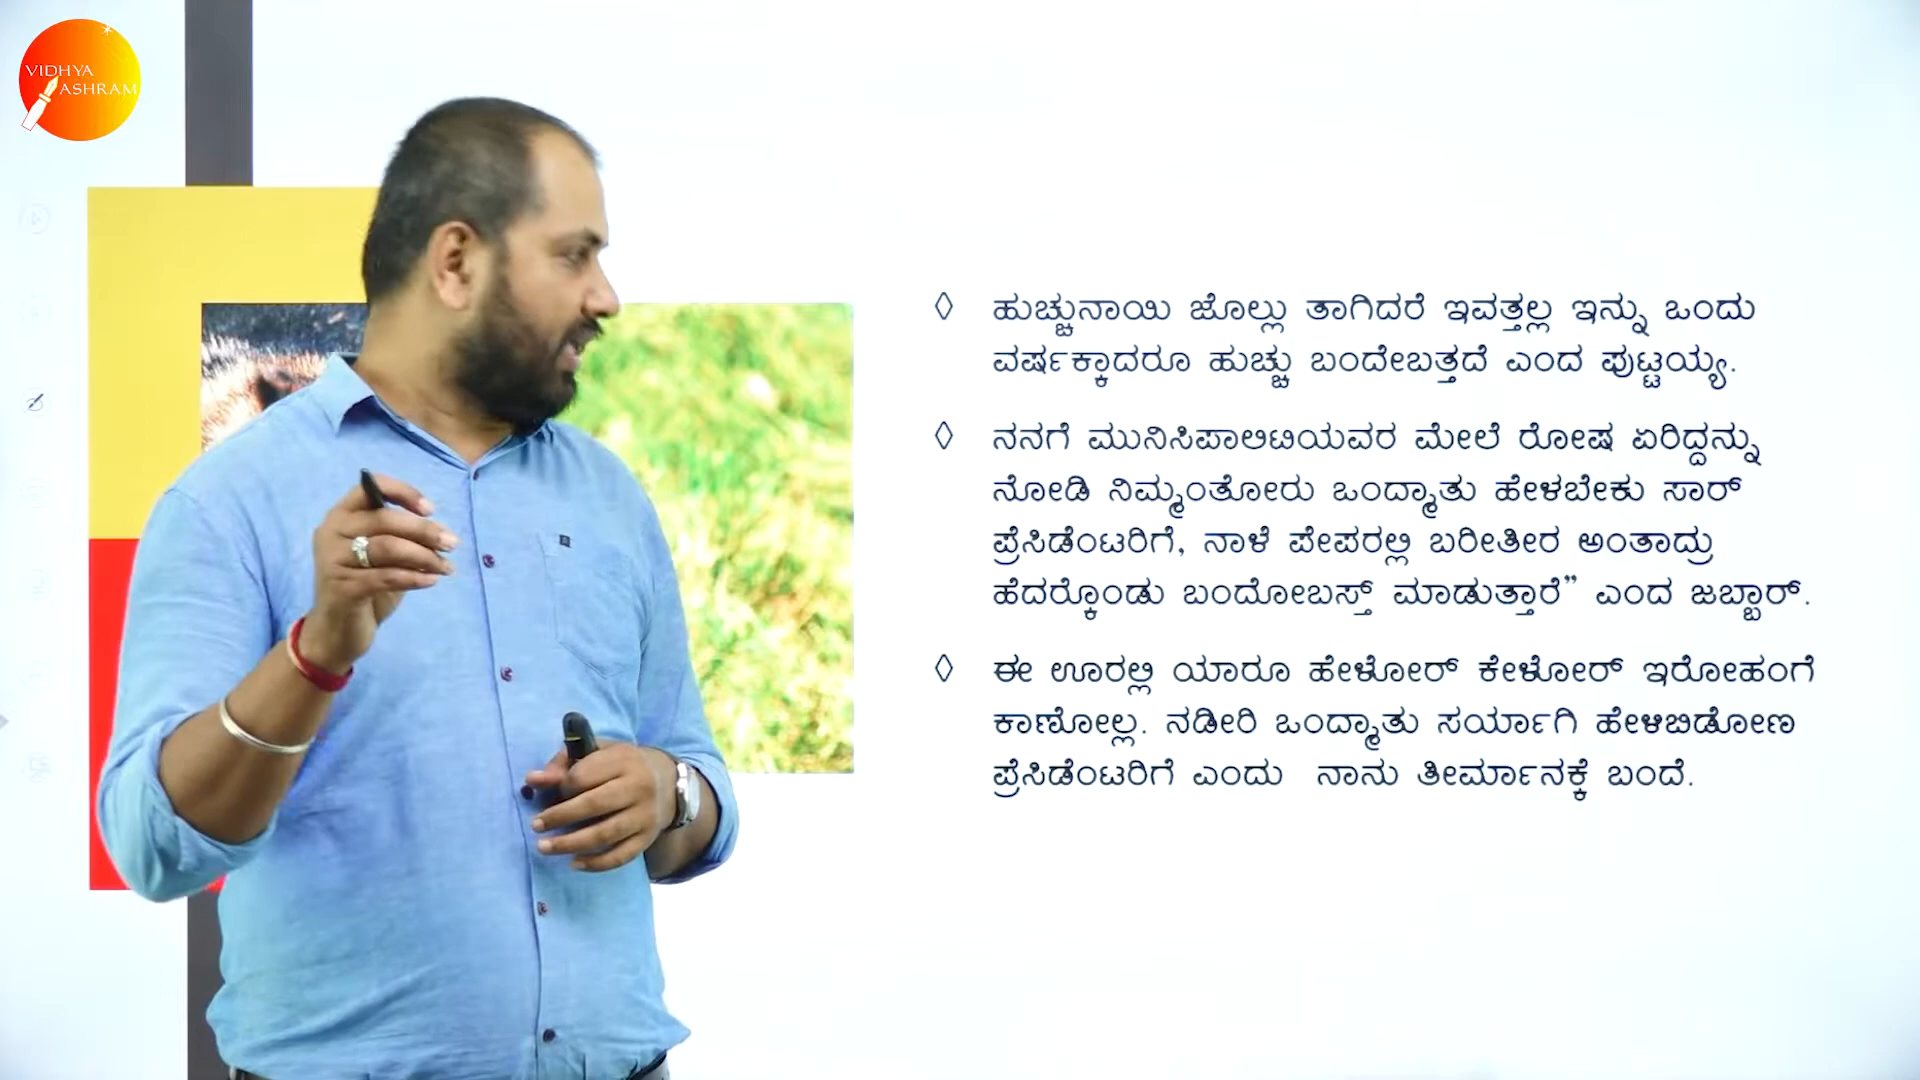 VIDHYA
ASHRAM
◊ ಹುಚ್ಚುನಾಯಿ ಜೊಲ್ಲು ತಾಗಿದರೆ ಇವತ್ತಲ್ಲ ಇನ್ನು ಒಂದು
ವರ್ಷಕ್ಕಾದರೂ ಹುಚ್ಚು ಬಂದೇಬತ್ತದೆ ಎಂದ ಪುಟ್ಟಯ್ಯ.
◊ ನನಗೆ ಮುನಿಸಿಪಾಲಿಟಿಯವರ ಮೇಲೆ ರೋಷ ಏರಿದ್ದನ್ನು
ನೋಡಿ ನಿಮ್ಮಂತೋರು ಒಂದ್ಮಾತು ಹೇಳಬೇಕು ಸಾರ್
ಪ್ರೆಸಿಡೆಂಟರಿಗೆ, ನಾಳೆ ಪೇಪರಲ್ಲಿ ಬರೀತೀರ ಅಂತಾದ್ರು
ಹೆದರ್‍ಕೊಂಡು ಬಂದೋಬಸ್ತ್ ಮಾಡುತ್ತಾರೆ” ಎಂದ ಜಬ್ಬಾರ್.
◊ ಈ ಊರಲ್ಲಿ ಯಾರೂ ಹೇಳೋರ್ ಕೇಳೋರ್ ಇರೋಹಂಗೆ
ಕಾಣೋಲ್ಲ. ನಡೀರಿ ಒಂದ್ಮಾತು ಸರ್ಯಾಗಿ ಹೇಳಿಬಿಡೋಣ
ಪ್ರೆಸಿಡೆಂಟರಿಗೆ ಎಂದು ನಾನು ತೀರ್ಮಾನಕ್ಕೆ ಬಂದೆ.